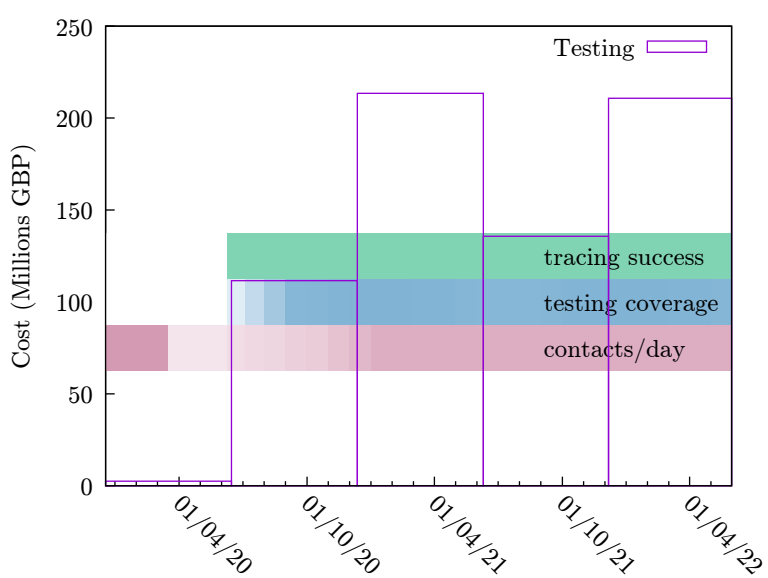 250
Testing
200
150
100
50
0
Cost (Millions GBP)
tracing success
testing coverage
contacts/day
01/04/20
01/10/20
01/04/21
01/10/21
01/04/22